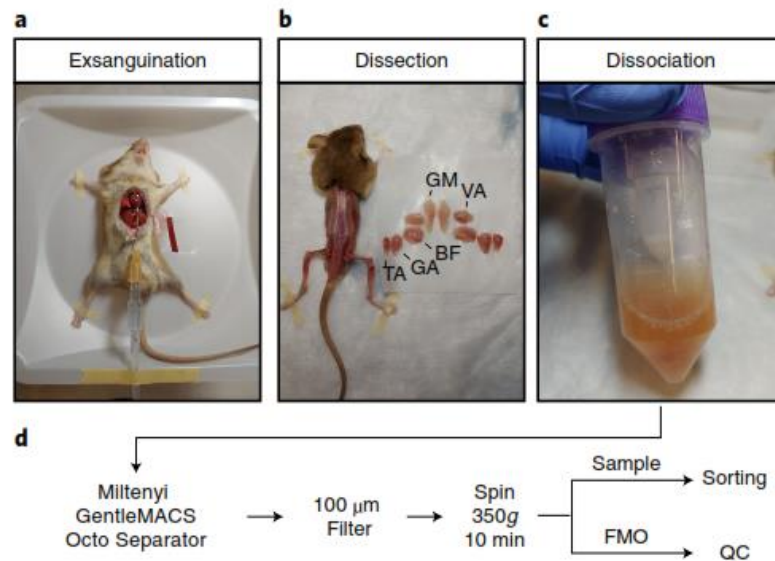 a
Exsanguination
b
Dissection
GM
VA
BF
GA
TA
c
Dissociation
d
Miltenyi
GentleMACS
Octo Separator
100 μm
Filter
Spin
350g
10 min
Sample
Sorting
FMO
QC